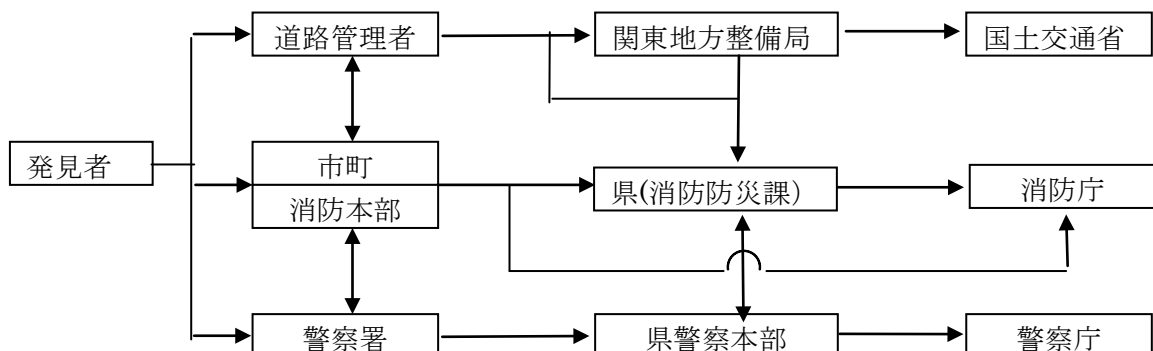 道路管理者
関東地方整備局
国土交通省
発見者
市町
消防本部
県(消防防災課）
消防庁
警察署
県警察本部
警察庁